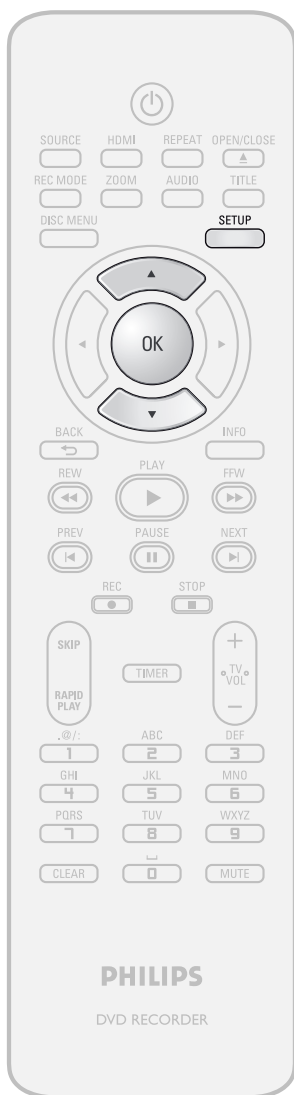 SOURCE HDMI REPEAT OPEN/CLOSE
REC MODE ZOOM AUDIO TITLE
DISC MENU SETUP
OK
BACK INFO
REW PLAY FFW
PREV PAUSE NEXT
REC STOP
SKIP
RAPID
PLAY
TIMER
+
TV
VOL
−
.@/: ABC DEF
1 2 3
GHI JKL MNO
4 5 6
PQRS TUV WXYZ
7 8 9
CLEAR 0 MUTE
PHILIPS
DVD RECORDER